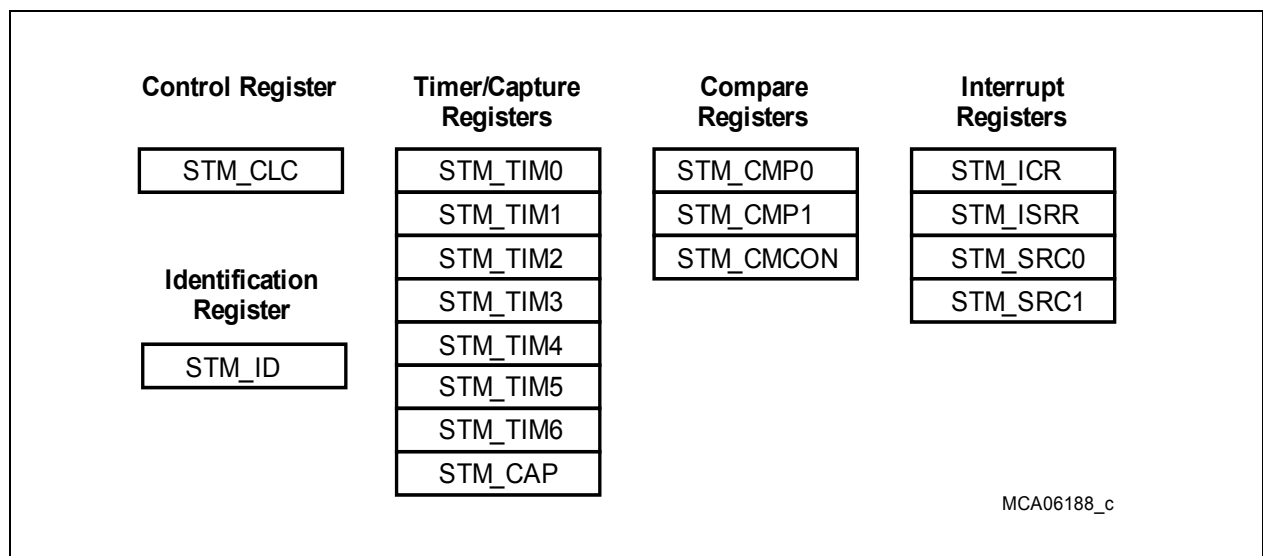 Control Register
STM_CLC
Identification
Register
STM_ID
Timer/Capture
Registers
STM_TIM0
STM_TIM1
STM_TIM2
STM_TIM3
STM_TIM4
STM_TIM5
STM_TIM6
STM_CAP
Compare
Registers
STM_CMP0
STM_CMP1
STM_CMCON
Interrupt
Registers
STM_ICR
STM_ISRR
STM_SRC0
STM_SRC1
MCA06188_c